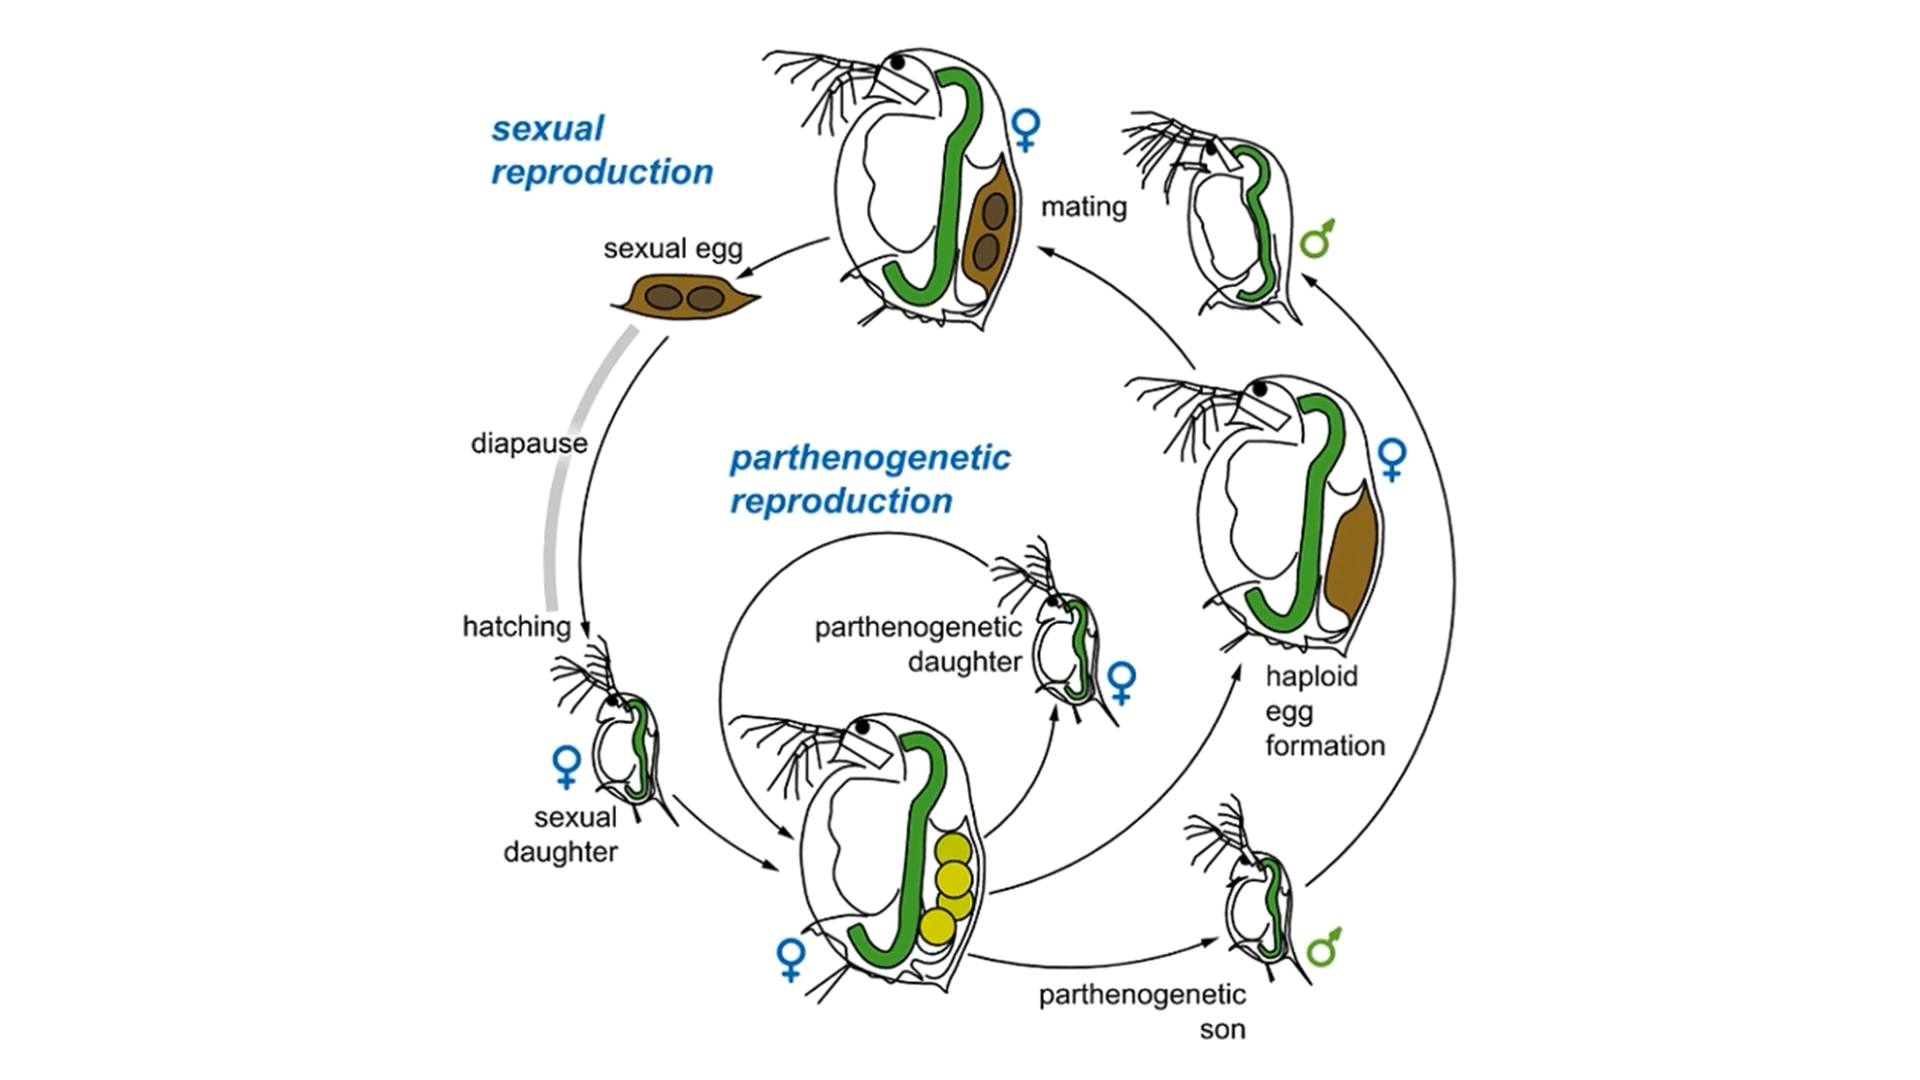 sexual
reproduction
mating
sexual egg
diapause
parthenogenetic
reproduction
hatching
parthenogenetic
daughter
haploid
egg
formation
sexual
daughter
parthenogenetic
son